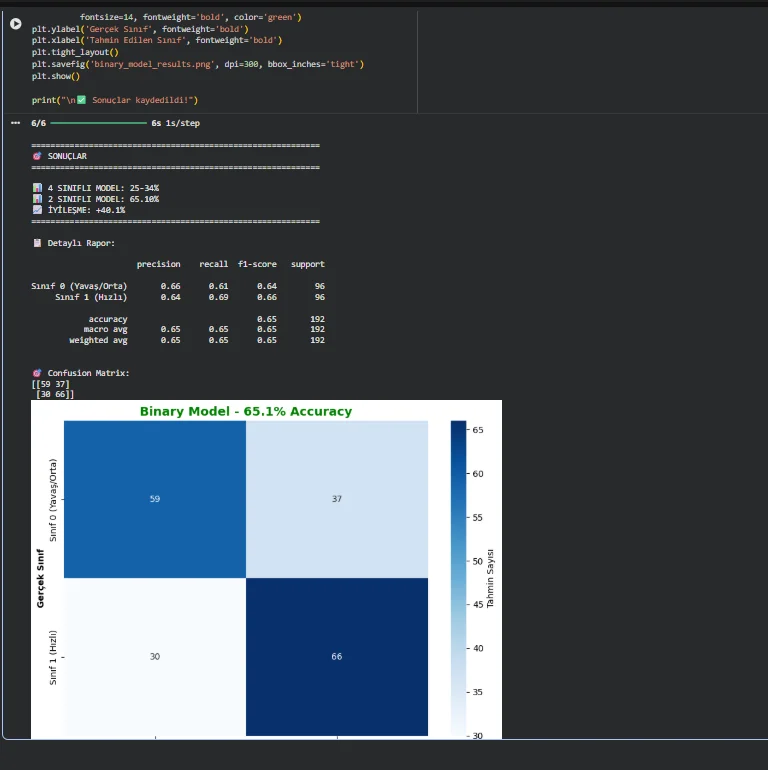 fontsize=14, fontweight='bold', color='green')
plt.ylabel('Gerçek Sınıf', fontweight='bold')
plt.xlabel('Tahmin Edilen Sınıf', fontweight='bold')
plt.tight_layout()
plt.savefig('binary_model_results.png', dpi=300, bbox_inches='tight')
plt.show()
print("\n✅ Sonuçlar kaydedildi!")
6/6 ━━━━━━━━━━━━━━━━━━━━ 6s 1s/step
============================================================
🎯 SONUÇLAR
============================================================
📊 4 SINIFLI MODEL: 25-34%
📊 2 SINIFLI MODEL: 65.10%
📈 İYİLEŞME: +40.1%
============================================================
📋 Detaylı Rapor:
precision recall f1-score support
Sınıf 0 (Yavaş/Orta) 0.66 0.61 0.64 96
Sınıf 1 (Hızlı) 0.64 0.69 0.66 96
accuracy 0.65 192
macro avg 0.65 0.65 0.65 192
weighted avg 0.65 0.65 0.65 192
🎯 Confusion Matrix:
[[59 37]
[30 66]]
Binary Model - 65.1% Accuracy
Gerçek Sınıf
Sınıf 0 (Yavaş/Orta)
59
37
Sınıf 1 (Hızlı)
30
66
65
60
55
50
45
40
35
30
Tahmin Sayısı